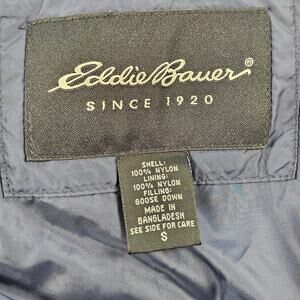 Eddie Bauer®
SINCE 1920
SHELL:
100% NYLON
LINING:
100% NYLON
FILLING:
GOOSE DOWN
MADE IN
BANGLADESH
SEE SIDE FOR CARE
S